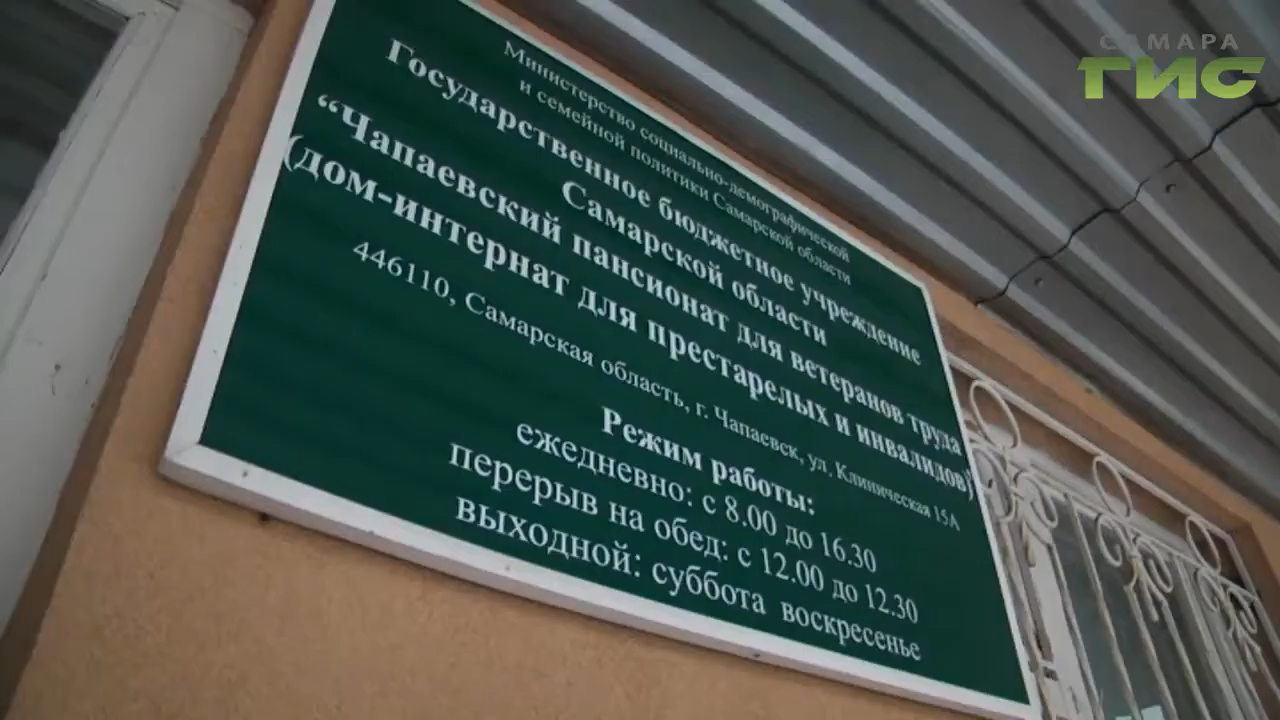 САМАРА
ГИС
Министерство социально-демографической
и семейной политики Самарской области
Государственное бюджетное учреждение
Самарской области
“Чапаевский пансионат для ветеранов труда
(дом-интернат для престарелых и инвалидов)
446110, Самарская область, г. Чапаевск, ул. Клиническая 15А
Режим работы:
ежедневно: с 8.00 до 16.30
перерыв на обед: с 12.00 до 12.30
выходной: суббота воскресенье